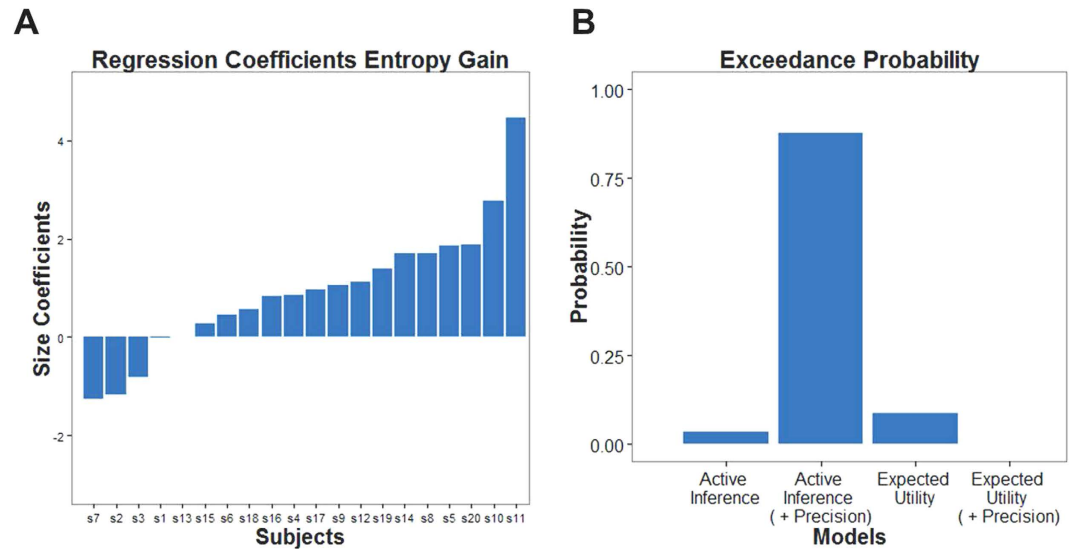 A
Regression Coefficients Entropy Gain
Size Coefficients
4
2
0
-2
s7 s2 s3 s1 s13 s15 s6 s18 s16 s4 s17 s9 s12 s19 s14 s8 s5 s20 s10 s11
Subjects
B
Exceedance Probability
Probability
1.00
0.75
0.50
0.25
0.00
Active
Inference
Active
Inference
( + Precision)
Expected
Utility
Expected
Utility
( + Precision)
Models